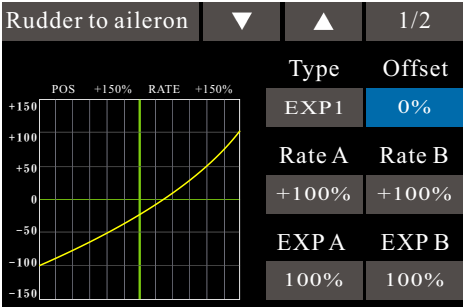 Rudder to aileron ▼ ▲ 1/2
Type Offset
POS +150% RATE +150%
EXP1 0%
+150
+100
+50
0
-50
-100
-150
Rate A Rate B
+100% +100%
EXP A EXP B
100% 100%